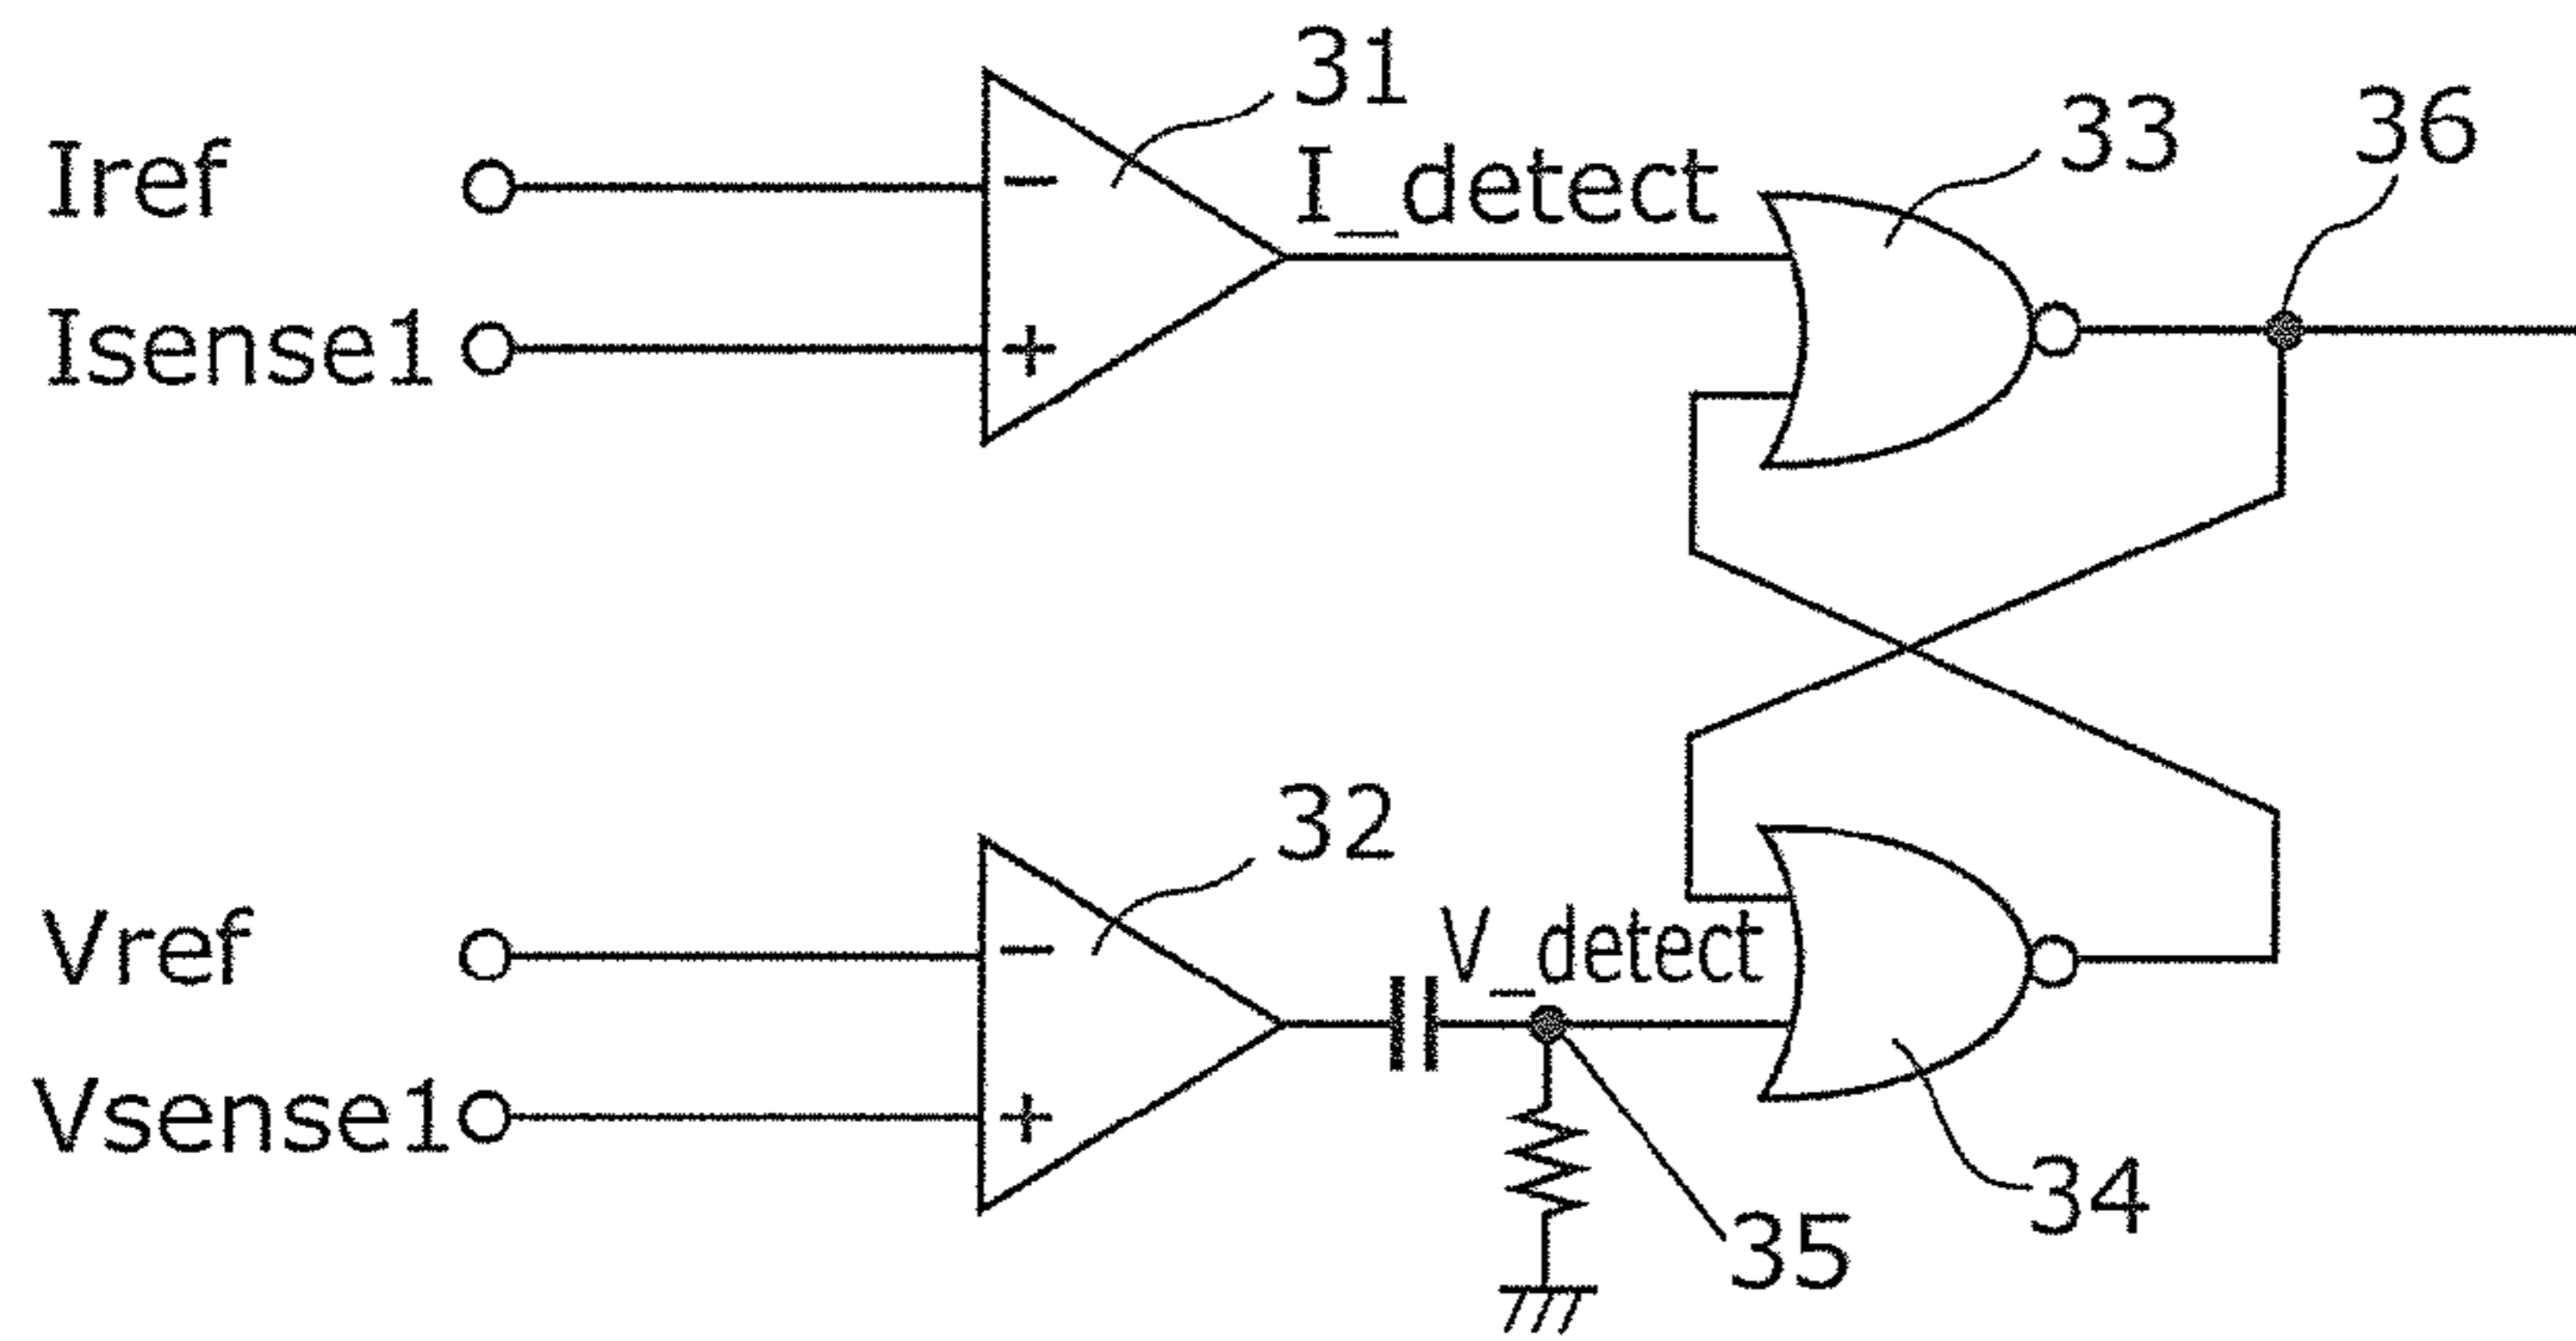 31
I_detect
33
36
Iref
−
Isense1
+
32
V_detect
Vref
−
Vsense1
+
34
35